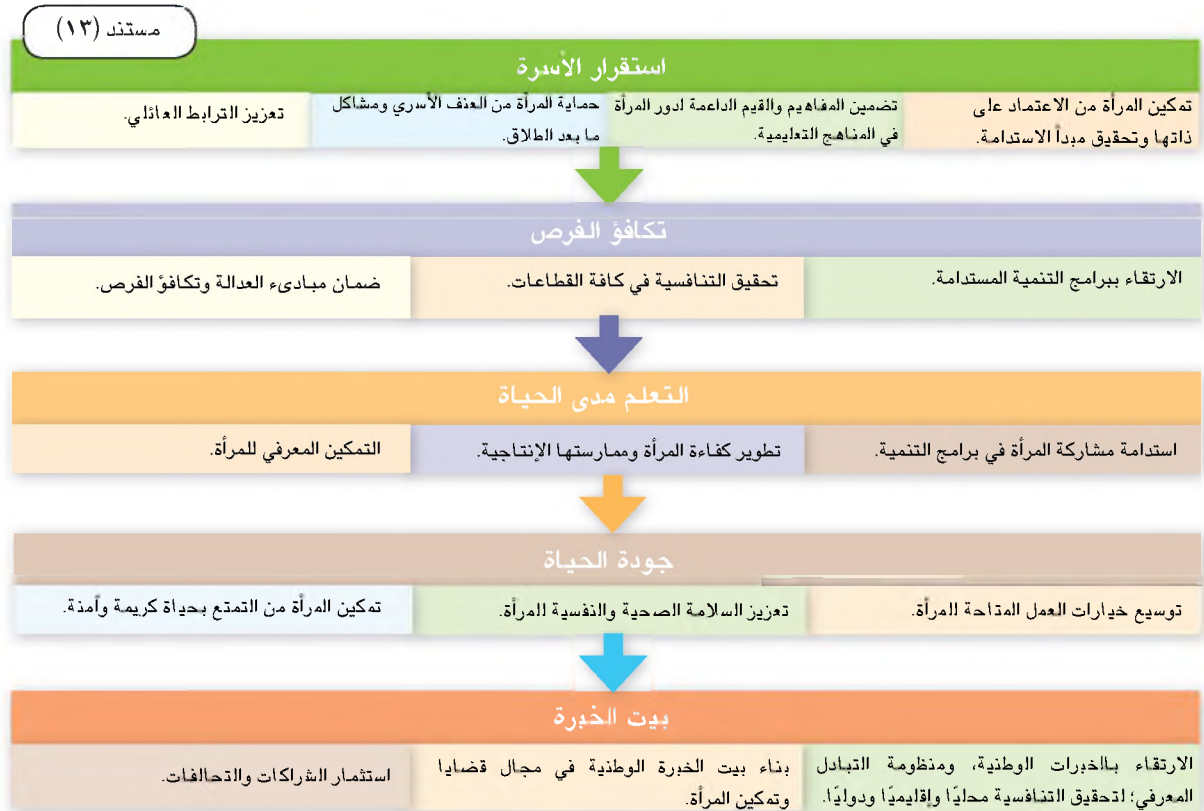 مستند (١٣)
استقرار الأسرة
تمكين المرأة من الاعتماد على
ذاتها وتحقيق مبدأ الاستدامة.
تضمين المفاهيم والقيم الداعمة لدور المرأة
في المناهج التعليمية.
حماية المرأة من العنف الأسري ومشاكل
ما بعد الطلاق.
تعزيز الترابط العائلي.
تكافؤ الفرص
الارتقاء ببرامج التنمية المستدامة.
تحقيق التنافسية في كافة القطاعات.
ضمان مبادىء العدالة وتكافؤ الفرص.
التعلم مدى الحياة
استدامة مشاركة المرأة في برامج التنمية.
تطوير كفاءة المرأة وممارستها الإنتاجية.
التمكين المعرفي للمرأة.
جودة الحياة
توسيع خيارات العمل المتاحة للمرأة.
تعزيز السلامة الصحية والنفسية للمرأة.
تمكين المرأة من التمتع بحياة كريمة وآمنة.
بيت الخبرة
الارتقاء بالخبرات الوطنية، ومنظومة التبادل
المعرفي؛ لتحقيق التنافسية محليًا وإقليميًا ودوليًا.
بناء بيت الخبرة الوطنية في مجال قضايا
وتمكين المرأة.
استثمار الشراكات والتحالفات.